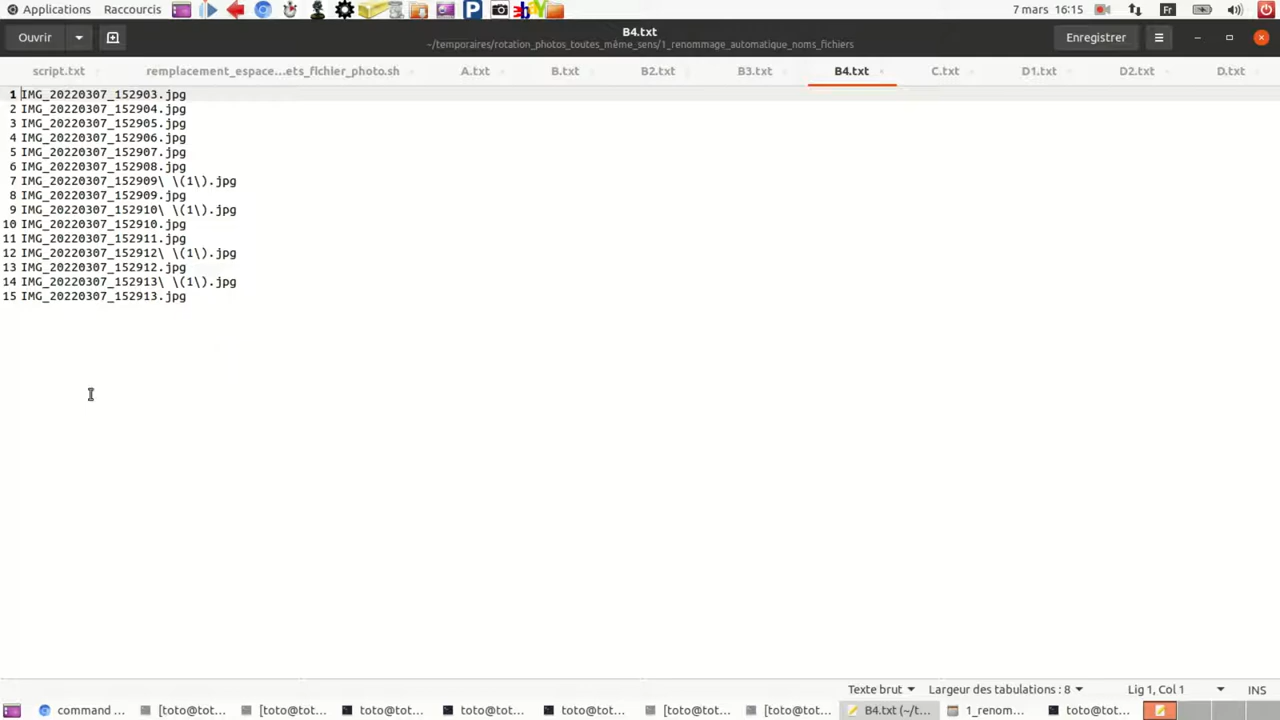 Applications Raccourcis 7 mars 16:15 Fr
Ouvrir B4.txt Enregistrer
~/temporaires/rotation_photos_toutes_même_sens/1_renommage_automatique_noms_fichiers
script.txt remplacement_espace...ets_fichier_photo.sh A.txt B.txt B2.txt B3.txt B4.txt C.txt D1.txt D2.txt D.txt
1 IMG_20220307_152903.jpg
2 IMG_20220307_152904.jpg
3 IMG_20220307_152905.jpg
4 IMG_20220307_152906.jpg
5 IMG_20220307_152907.jpg
6 IMG_20220307_152908.jpg
7 IMG_20220307_152909\ \(1\).jpg
8 IMG_20220307_152909.jpg
9 IMG_20220307_152910\ \(1\).jpg
10 IMG_20220307_152910.jpg
11 IMG_20220307_152911.jpg
12 IMG_20220307_152912\ \(1\).jpg
13 IMG_20220307_152912.jpg
14 IMG_20220307_152913\ \(1\).jpg
15 IMG_20220307_152913.jpg
Texte brut Largeur des tabulations : 8 Lig 1, Col 1 INS
command ... [toto@tot... [toto@tot... toto@tot... toto@tot... toto@tot... [toto@tot... [toto@tot... B4.txt (~/t... 1_renom... toto@tot...